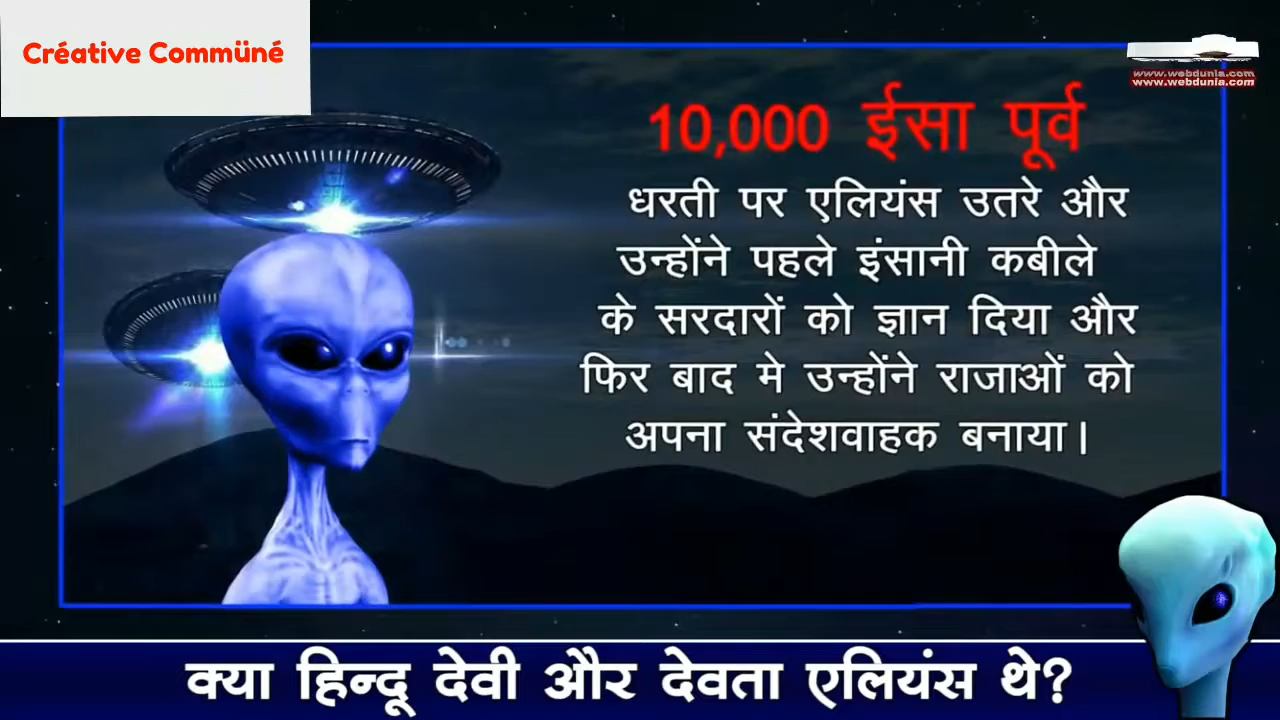 Créative Commüné
www.webdunia.com
www.webdunia.com
10,000 ईसा पूर्व
धरती पर एलियंस उतरे और
उन्होंने पहले इंसानी कबीले
के सरदारों को ज्ञान दिया और
फिर बाद मे उन्होंने राजाओं को
अपना संदेशवाहक बनाया।
क्या हिन्दू देवी और देवता एलियंस थे?